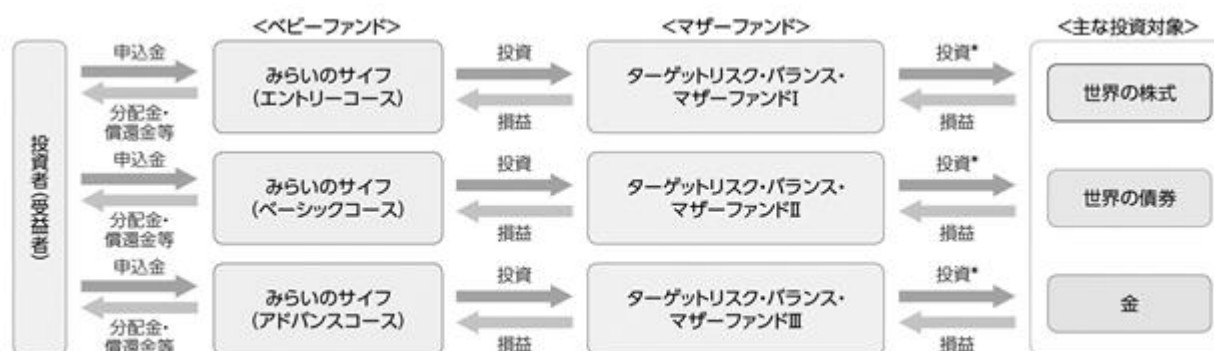 <ベビーファンド>
<マザーファンド>
<主な投資対象>
投資者(受益者)
申込金
分配金・
償還金等
みらいのサイフ
(エントリーコース)
投資
損益
ターゲットリスク・バランス・
マザーファンドⅠ
投資*
損益
世界の株式
申込金
分配金・
償還金等
みらいのサイフ
(ベーシックコース)
投資
損益
ターゲットリスク・バランス・
マザーファンドⅡ
投資*
損益
世界の債券
申込金
分配金・
償還金等
みらいのサイフ
(アドバンスコース)
投資
損益
ターゲットリスク・バランス・
マザーファンドⅢ
投資*
損益
金